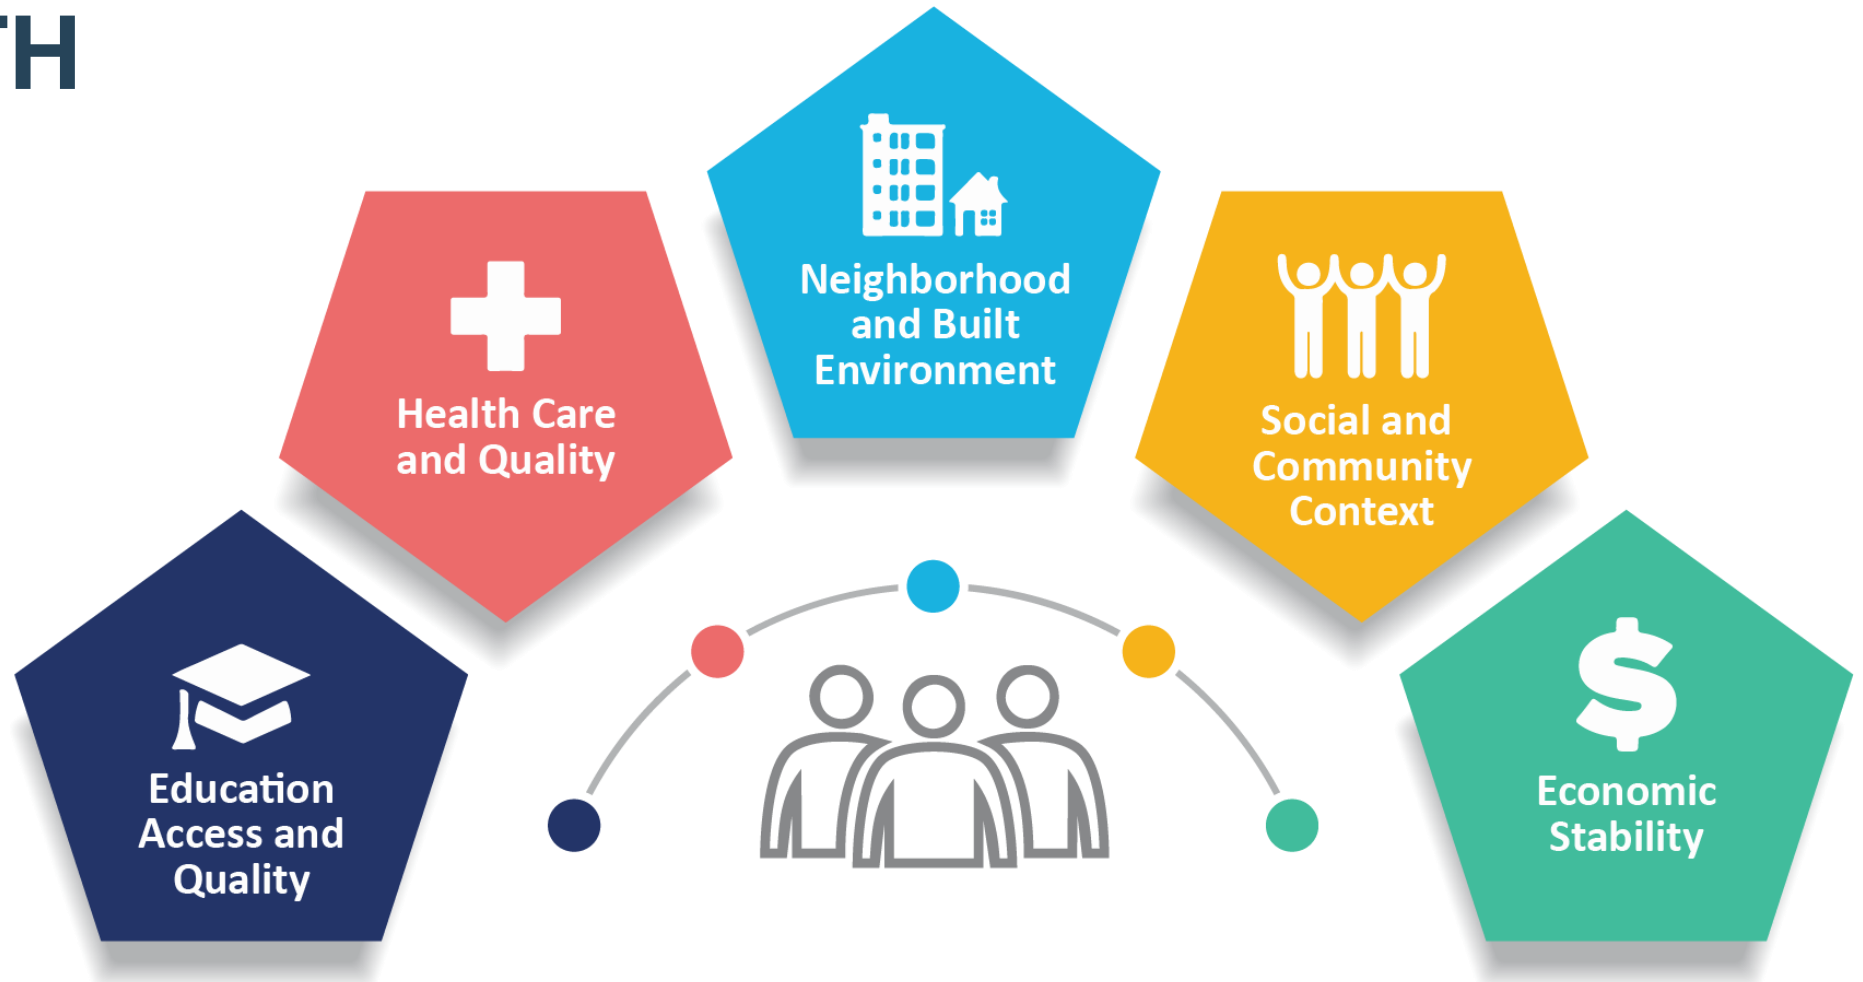 TH
Neighborhood
and Built
Environment
Health Care
and Quality
Social and
Community
Context
Education
Access and
Quality
Economic
Stability
$